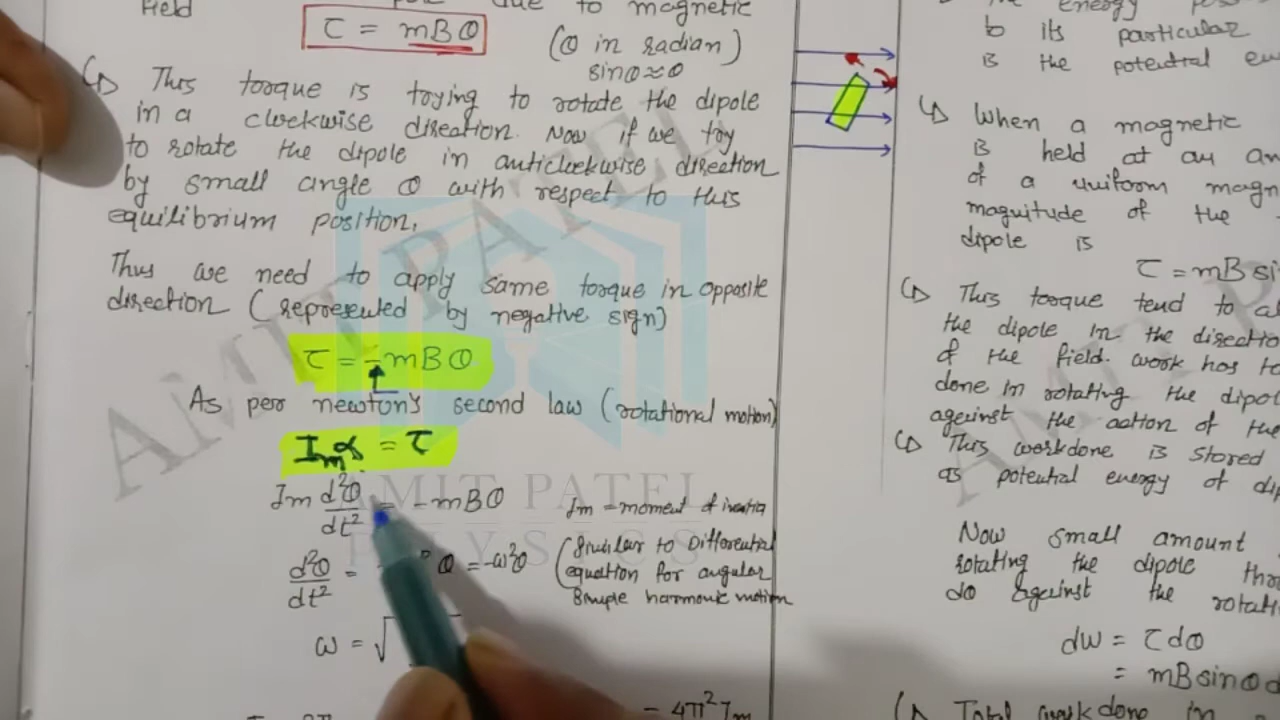 field
due to magnetic
τ = mBθ
(θ in radian)
sinθ≈θ
↳ This torque is trying to rotate the dipole
in a clockwise direction. Now if we try
to rotate the dipole in anticlockwise direction
by small angle θ with respect to this
equilibrium position.
Thus we need to apply same torque in opposite
direction (represented by negative sign)
τ = -mBθ
As per newton's second law (rotational motion)
Imα = τ
Im d²θ/dt² = -mBθ
Im = moment of inertia
d²θ/dt² = θ = -ω²θ
(Similar to Differential
equation for angular
Simple harmonic motion
ω = √
= 4π² Im
energy
to its particular
is the potential
↳ When a magnetic
is held at an
of a uniform
magnitude of the
dipole is
τ = mB
↳ This torque tend to
the dipole in the
of the field. work has
done in rotating the
against the action of the
↳ This workdone is stored
as potential energy of
Now small amount
rotating the dipole
dθ against the
dw = τdθ
= mBsinθ
Total workdone in
AMIT PATEL
AMIT PATEL
PHYSICS